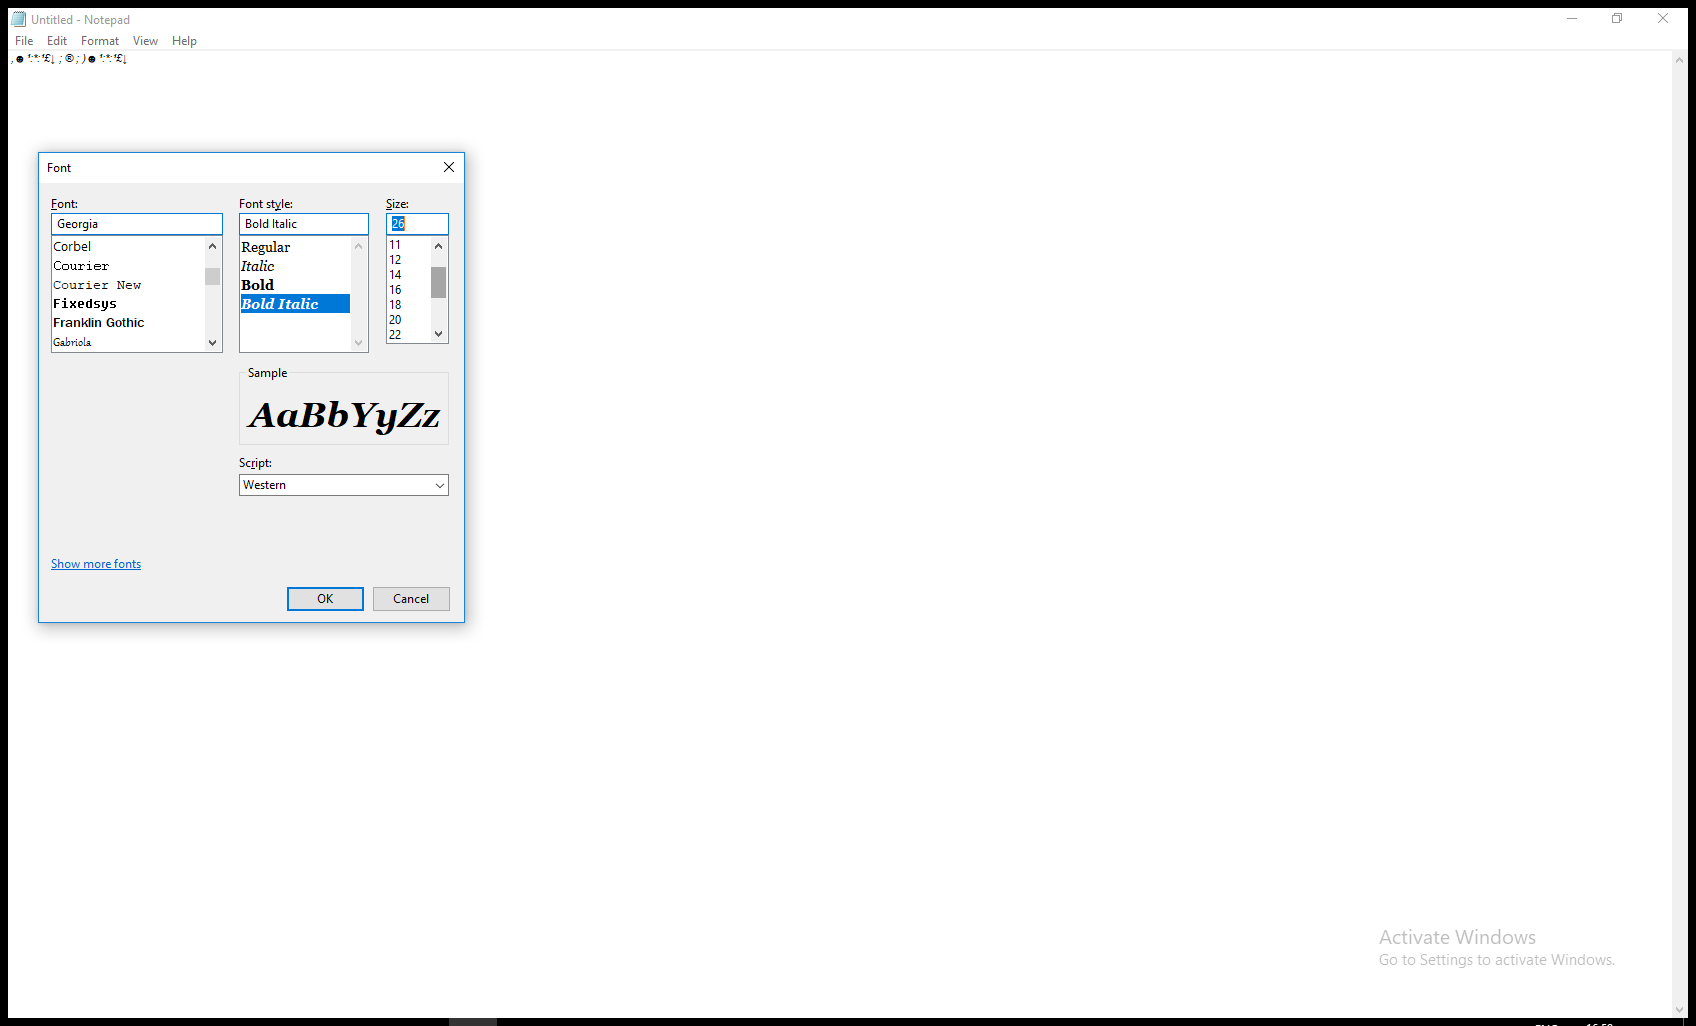 Untitled - Notepad
File Edit Format View Help
Font
Font: Font style: Size:
Georgia Bold Italic 26
Corbel
Courier
Courier New
Fixedsys
Franklin Gothic
Gabriola
Regular
Italic
Bold
Bold Italic
11
12
14
16
18
20
22
Sample
AaBbYyZz
Script:
Western
Show more fonts
OK Cancel
Activate Windows
Go to Settings to activate Windows.